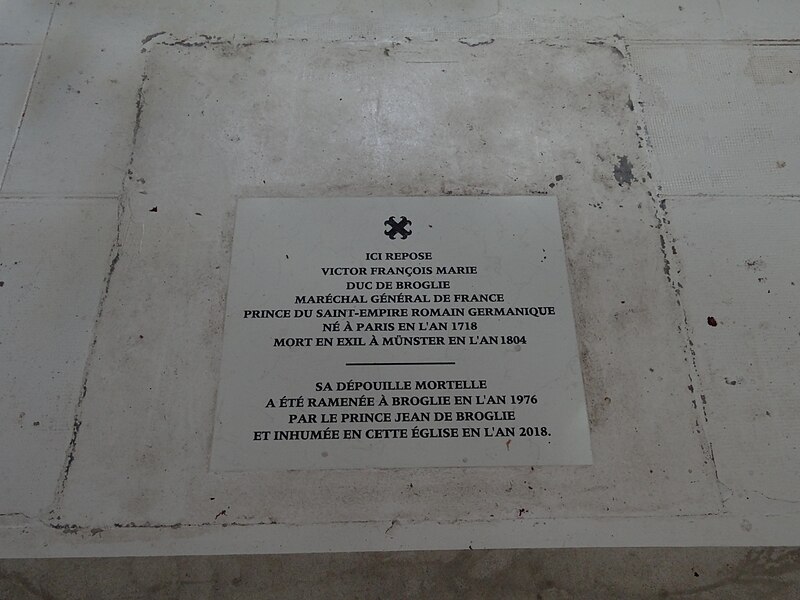 ICI REPOSE
VICTOR FRANÇOIS MARIE
DUC DE BROGLIE
MARÉCHAL GÉNÉRAL DE FRANCE
PRINCE DU SAINT-EMPIRE ROMAIN GERMANIQUE
NÉ À PARIS EN L'AN 1718
MORT EN EXIL À MÜNSTER EN L'AN 1804
SA DÉPOUILLE MORTELLE
A ÉTÉ RAMENÉE À BROGLIE EN L'AN 1976
PAR LE PRINCE JEAN DE BROGLIE
ET INHUMÉE EN CETTE ÉGLISE EN L'AN 2018.